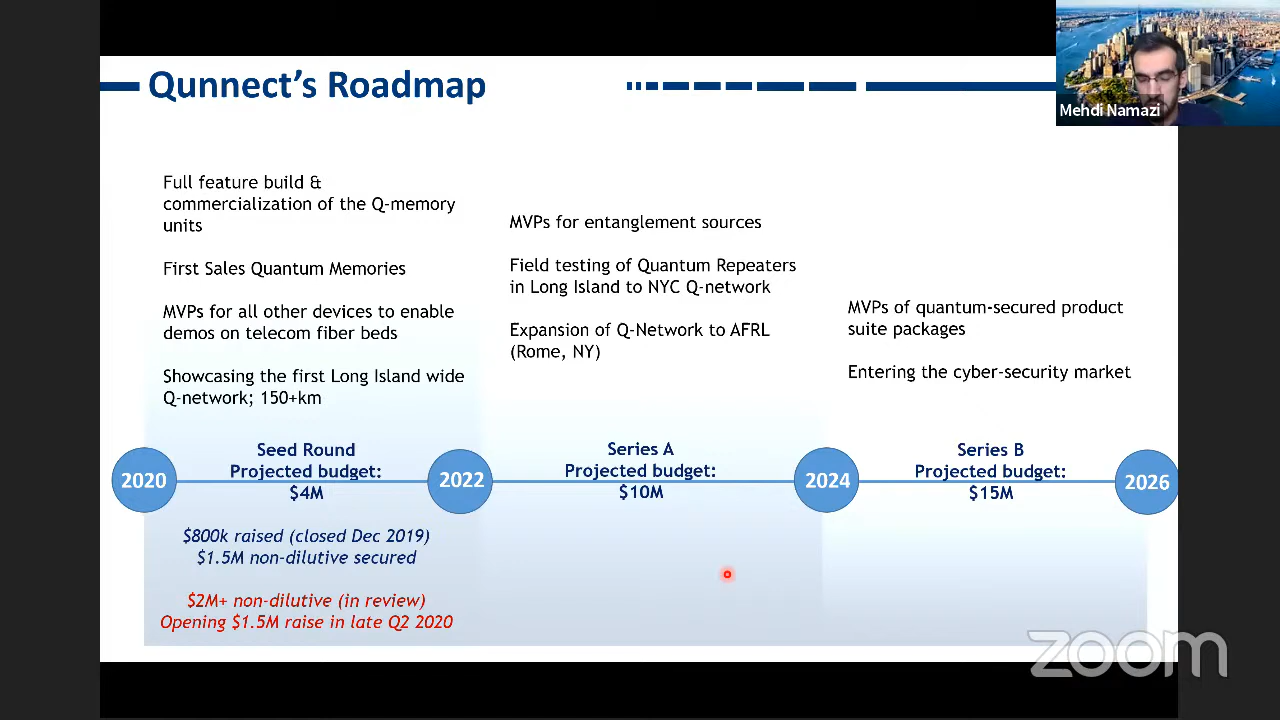 Qunnect's Roadmap
Mehdi Namazi
Full feature build &
commercialization of the Q-memory
units
First Sales Quantum Memories
MVPs for all other devices to enable
demos on telecom fiber beds
Showcasing the first Long Island wide
Q-network; 150+km
MVPs for entanglement sources
Field testing of Quantum Repeaters
in Long Island to NYC Q-network
Expansion of Q-Network to AFRL
(Rome, NY)
MVPs of quantum-secured product
suite packages
Entering the cyber-security market
2020
Seed Round
Projected budget:
$4M
2022
Series A
Projected budget:
$10M
2024
Series B
Projected budget:
$15M
2026
$800k raised (closed Dec 2019)
$1.5M non-dilutive secured
$2M+ non-dilutive (in review)
Opening $1.5M raise in late Q2 2020
zoom